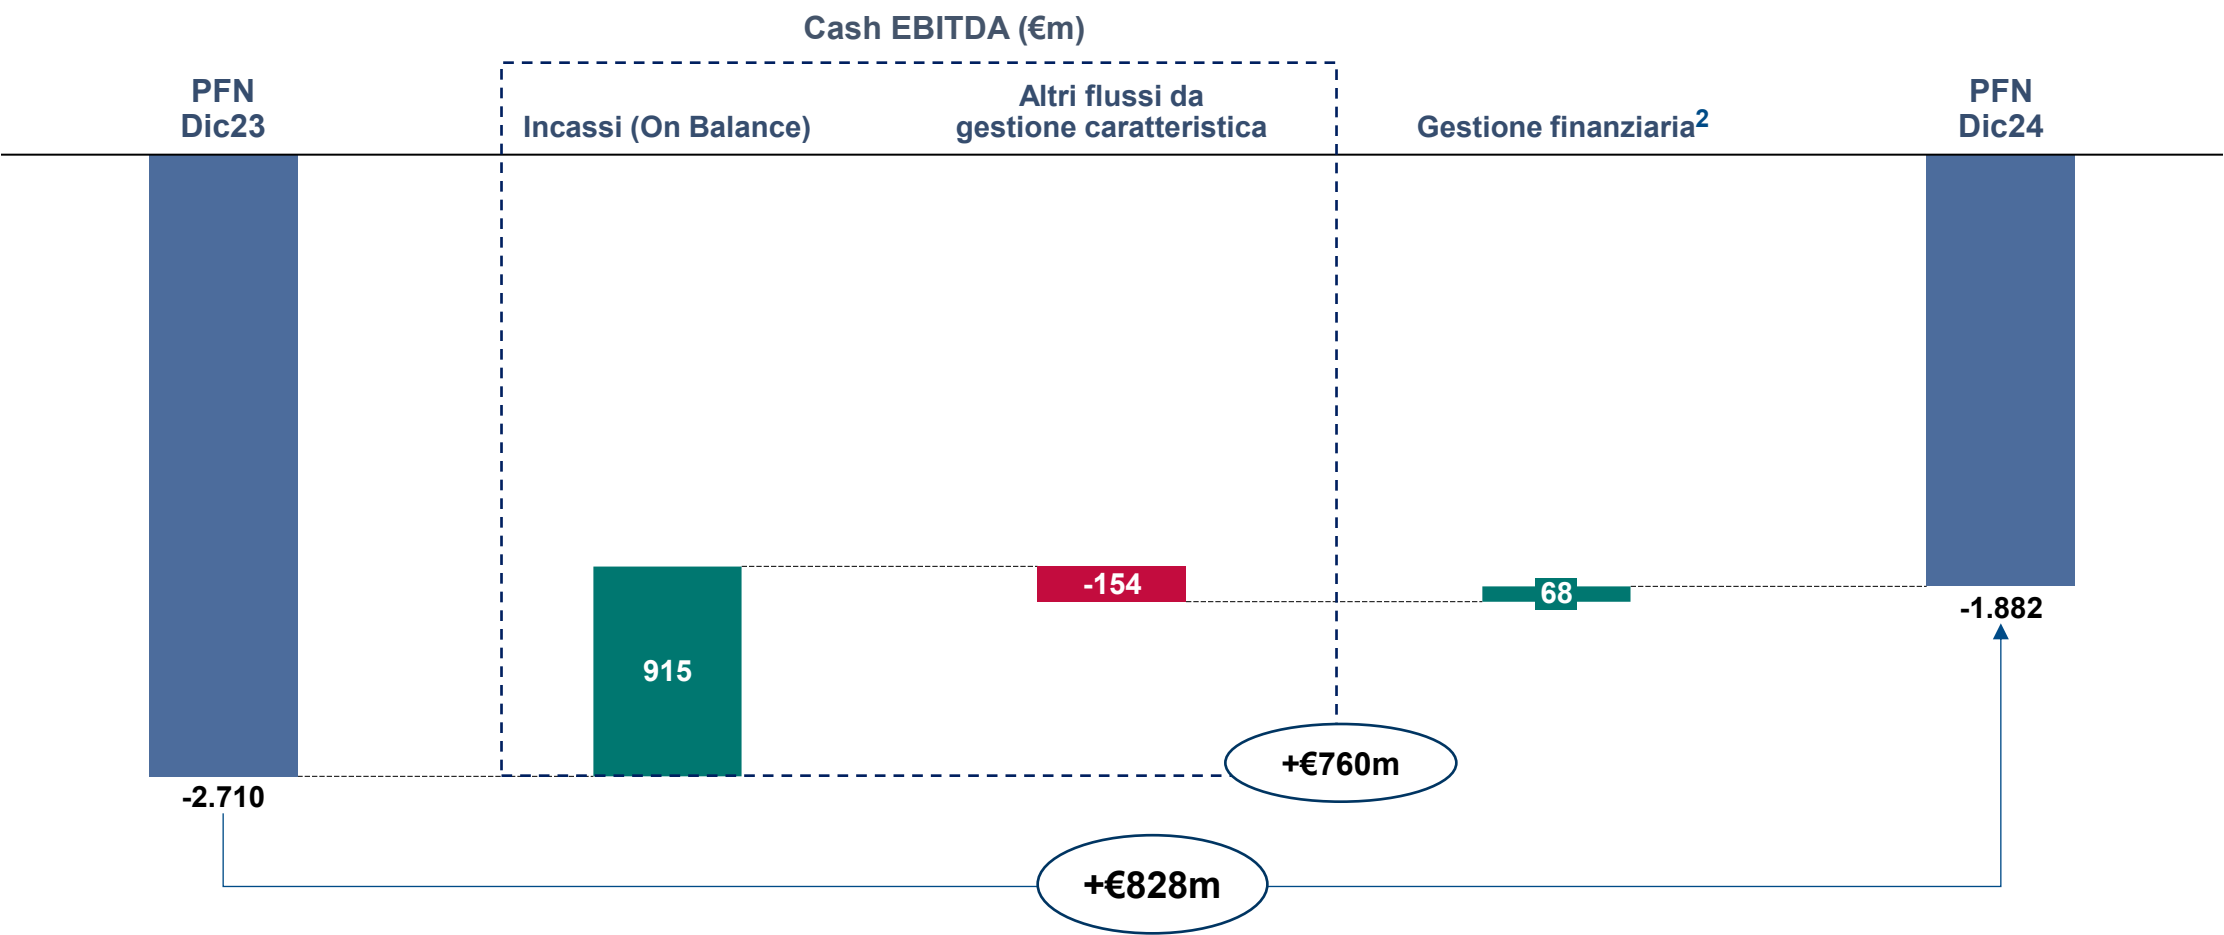 Cash EBITDA (€m)
PFN
Dic23
Incassi (On Balance)
Altri flussi da
gestione caratteristica
Gestione finanziaria2
PFN
Dic24
-154
68
-1.882
915
+€760m
-2.710
+€828m